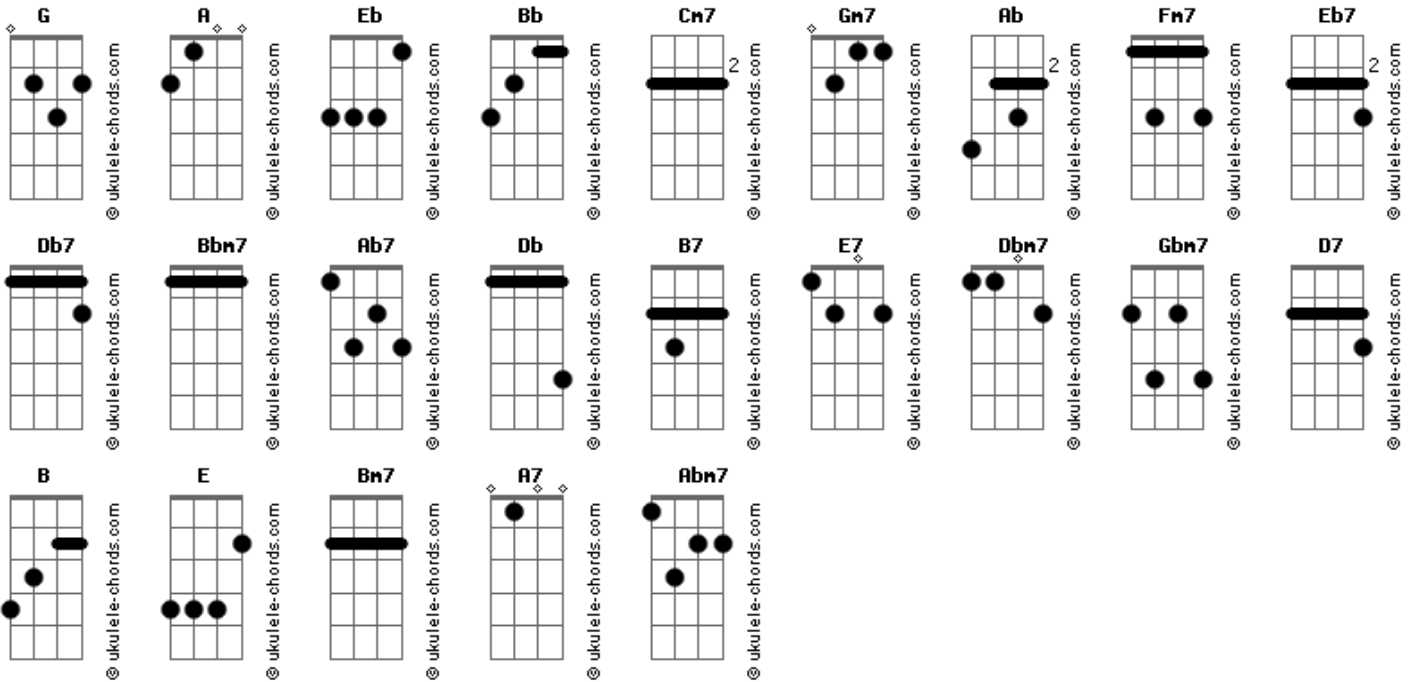 G A Eb Bb Cm7 Gm7 Ab Fm7 Eb7
2 2 2
© ukulele-chords.com © ukulele-chords.com © ukulele-chords.com © ukulele-chords.com © ukulele-chords.com © ukulele-chords.com © ukulele-chords.com © ukulele-chords.com © ukulele-chords.com
Db7 Bbm7 Ab7 Db B7 E7 Dbm7 Gbm7 D7
© ukulele-chords.com © ukulele-chords.com © ukulele-chords.com © ukulele-chords.com © ukulele-chords.com © ukulele-chords.com © ukulele-chords.com © ukulele-chords.com © ukulele-chords.com
B E Bm7 A7 Abm7
© ukulele-chords.com © ukulele-chords.com © ukulele-chords.com © ukulele-chords.com © ukulele-chords.com